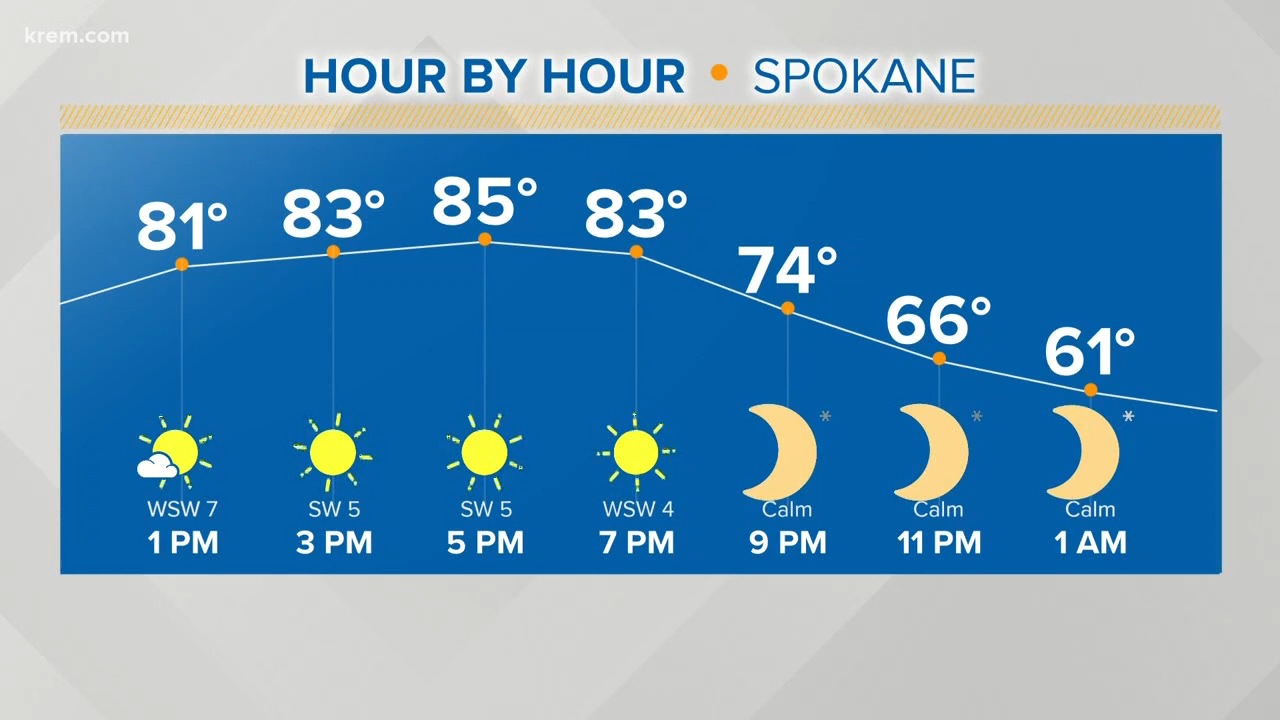 krem.com
HOUR BY HOUR • SPOKANE
81° 83° 85° 83° 74° 66° 61°
WSW 7 SW 5 SW 5 WSW 4 Calm Calm Calm
1 PM 3 PM 5 PM 7 PM 9 PM 11 PM 1 AM